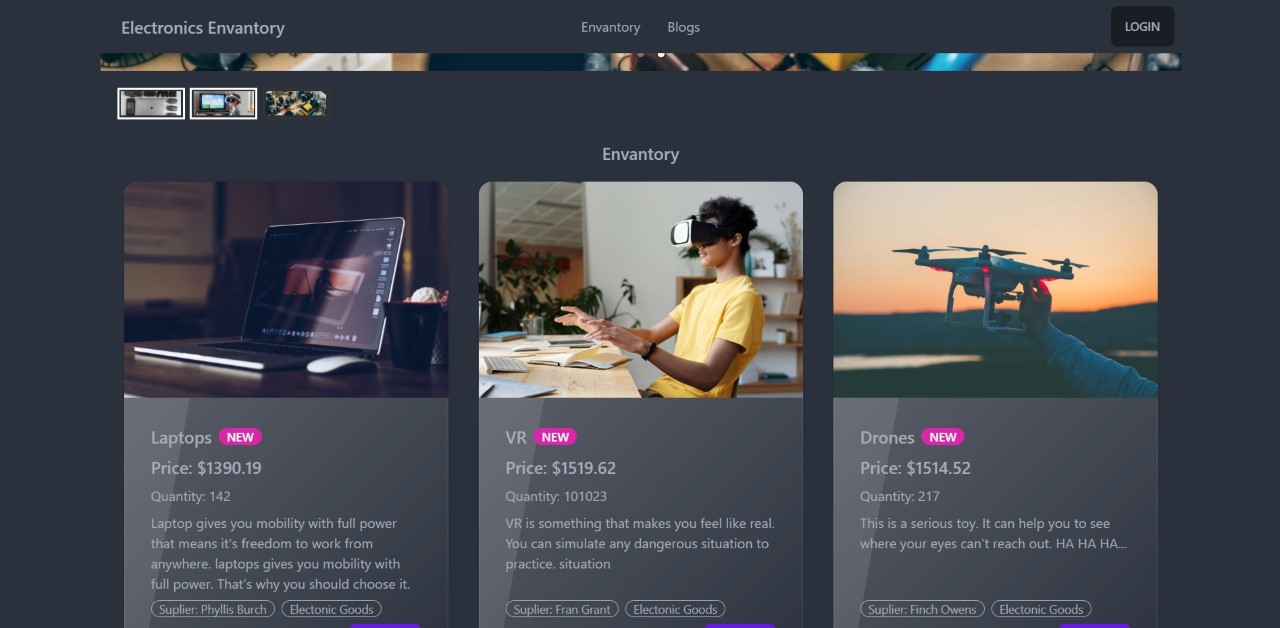 Electronics Envantory
Envantory
Blogs
LOGIN
Envantory
Laptops NEW
Price: $1390.19
Quantity: 142
Laptop gives you mobility with full power
that means it's freedom to work from
anywhere. laptops gives you mobility with
full power. That's why you should choose it.
Suplier: Phyllis Burch
Electonic Goods
VR NEW
Price: $1519.62
Quantity: 101023
VR is something that makes you feel like real.
You can simulate any dangerous situation to
practice. situation
Suplier: Fran Grant
Electonic Goods
Drones NEW
Price: $1514.52
Quantity: 217
This is a serious toy. It can help you to see
where your eyes can't reach out. HA HA HA...
Suplier: Finch Owens
Electonic Goods